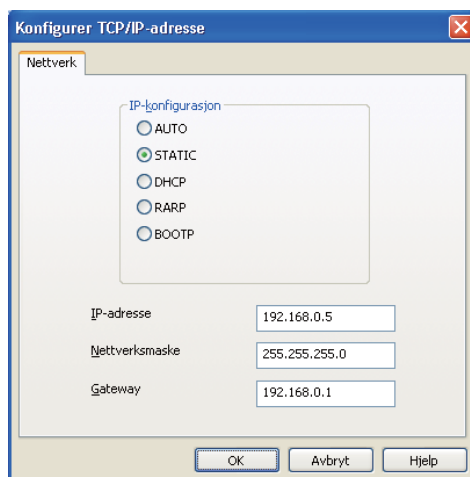 Konfigurer TCP/IP-adresse
Nettverk
IP-konfigurasjon
AUTO
STATIC
DHCP
RARP
BOOTP
IP-adresse 192.168.0.5
Nettverksmaske 255.255.255.0
Gateway 192.168.0.1
OK Avbryt Hjelp